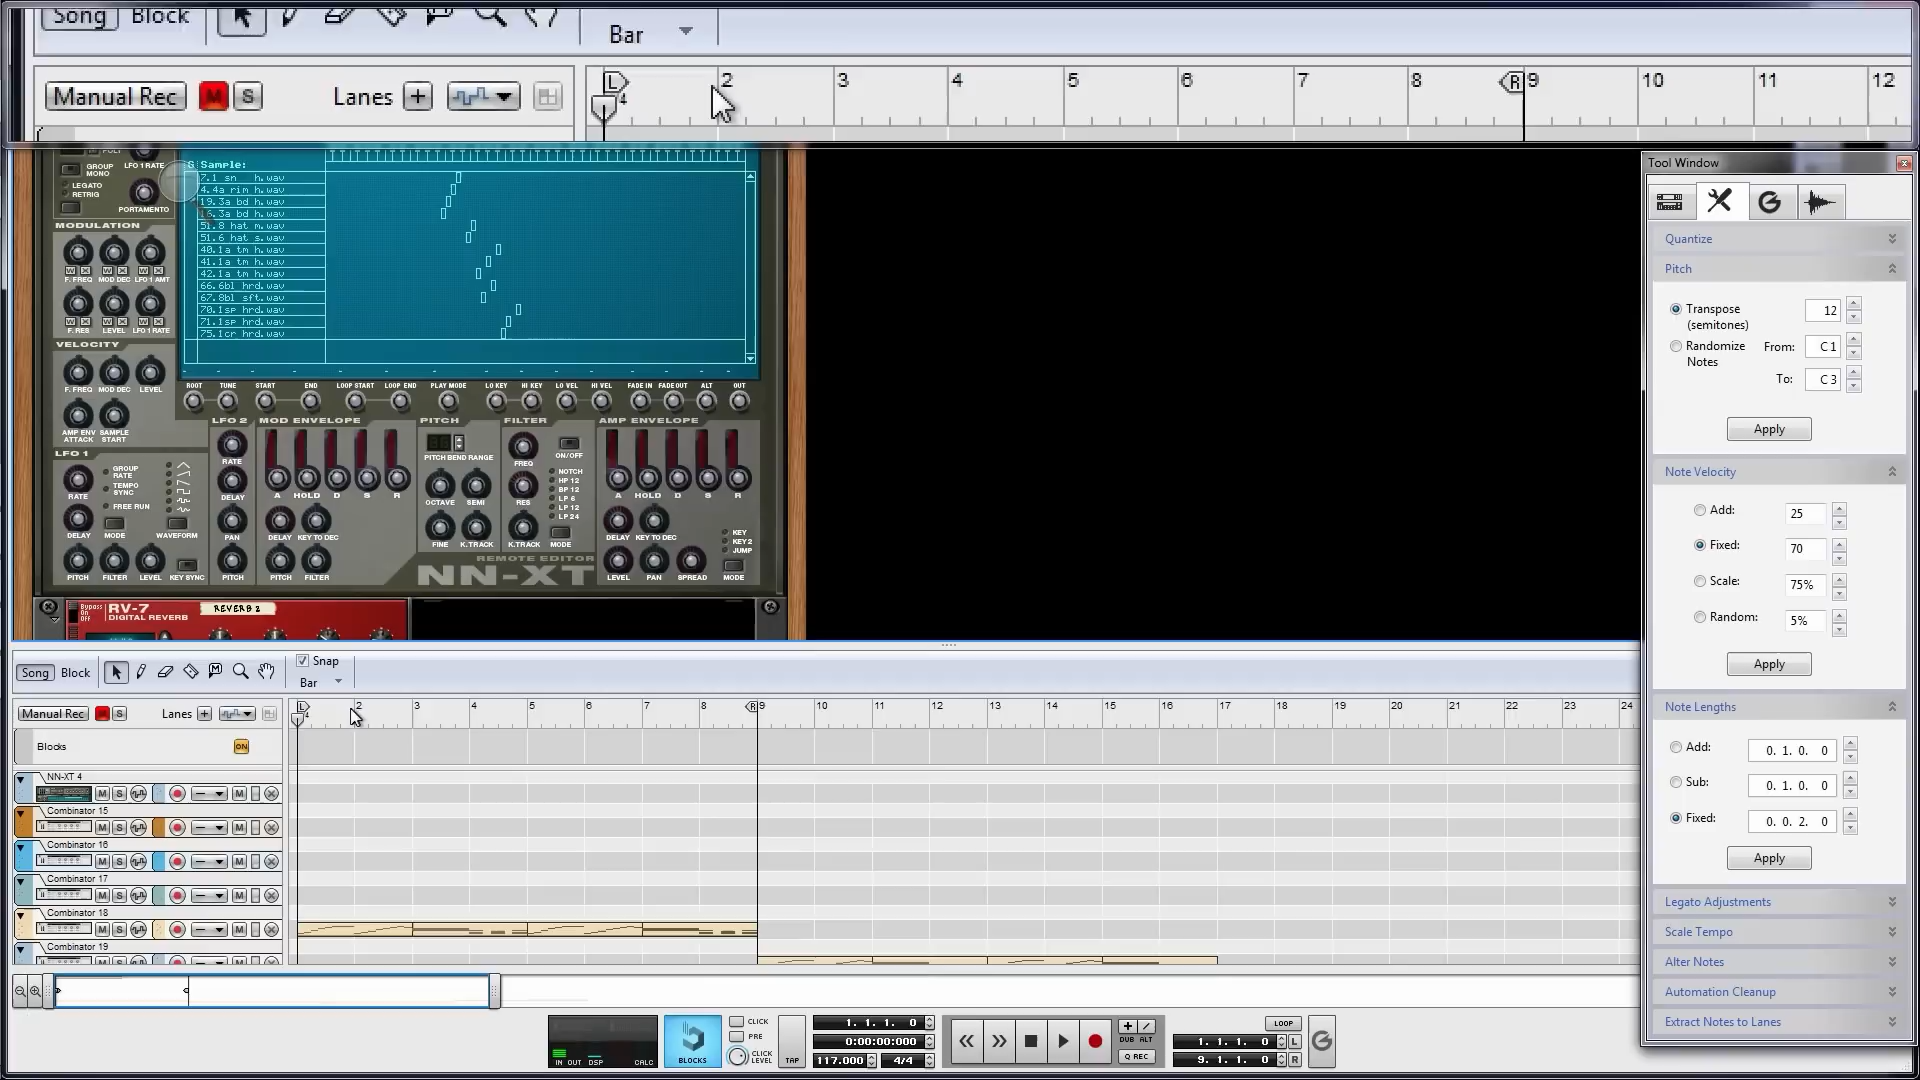 Song Block
Bar
Manual Rec M S Lanes +
L 4 2 3 4 5 6 7 8 R 9 10 11 12
GROUP
MONO
LFO 1 RATE
LEGATO
RETRIG
PORTAMENTO
G Sample:
7.1 sn h.wav
4.4a rim h.wav
19.3a bd h.wav
16.3a bd h.wav
51.8 hat m.wav
51.6 hat s.wav
40.1a tm h.wav
41.1a tm h.wav
42.1a tm h.wav
66.6bl hrd.wav
67.8bl sft.wav
70.1sp hrd.wav
71.1sp hrd.wav
75.1cr hrd.wav
MODULATION
W X W X W X
F. FREQ MOD DEC LFO 1 AMT
W X W X W X
F. RES LEVEL LFO 1 RATE
VELOCITY
F. FREQ MOD DEC LEVEL
AMP ENV ATTACK SAMPLE START
ROOT TUNE START END LOOP START LOOP END PLAY MODE LO KEY HI KEY LO VEL HI VEL FADE IN FADE OUT ALT OUT
LFO 1
GROUP RATE
TEMPO SYNC
FREE RUN
RATE
DELAY MODE WAVEFORM
PITCH FILTER LEVEL KEY SYNC
LFO 2
RATE
DELAY
PAN
PITCH
MOD ENVELOPE
A HOLD D S R
DELAY KEY TO DEC
PITCH FILTER
PITCH
PITCH BEND RANGE
OCTAVE SEMI
FINE K.TRACK
FILTER
FREQ ON/OFF
RES
NOTCH
HP 12
BP 12
LP 6
LP 12
LP 24
K.TRACK MODE
AMP ENVELOPE
A HOLD D S R
DELAY KEY TO DEC
KEY
KEY 2
JUMP
LEVEL PAN SPREAD MODE
REMOTE EDITOR
NN-XT
Bypass
On
Off
RV-7
DIGITAL REVERB
REVERB 2
Song Block
Snap
Bar
Manual Rec M S Lanes +
L 4 2 3 4 5 6 7 8 R 9 10 11 12 13 14 15 16 17 18 19 20 21 22 23 24
Blocks ON
NN-XT 4
M S M
Combinator 15
M S M
Combinator 16
M S M
Combinator 17
M S M
Combinator 18
M S M
Combinator 19
IN OUT DSP CALC
BLOCKS
CLICK
PRE
CLICK LEVEL
TAP
1. 1. 1. 0
0:00:00:000
117.000 4/4
DUB ALT
Q REC
LOOP
1. 1. 1. 0 L
9. 1. 1. 0 R
Tool Window
Quantize
Pitch
Transpose 12
(semitones)
Randomize From: C 1
Notes
To: C 3
Apply
Note Velocity
Add: 25
Fixed: 70
Scale: 75%
Random: 5%
Apply
Note Lengths
Add: 0. 1. 0. 0
Sub: 0. 1. 0. 0
Fixed: 0. 0. 2. 0
Apply
Legato Adjustments
Scale Tempo
Alter Notes
Automation Cleanup
Extract Notes to Lanes